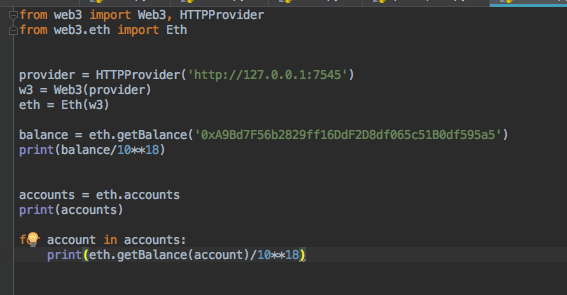 from web3 import Web3, HTTPProvider
from web3.eth import Eth
provider = HTTPProvider('http://127.0.0.1:7545')
w3 = Web3(provider)
eth = Eth(w3)
balance = eth.getBalance('0xA9Bd7F56b2829ff16DdF2D8df065c51B0df595a5')
print(balance/10**18)
accounts = eth.accounts
print(accounts)
f account in accounts:
    print(eth.getBalance(account)/10**18)